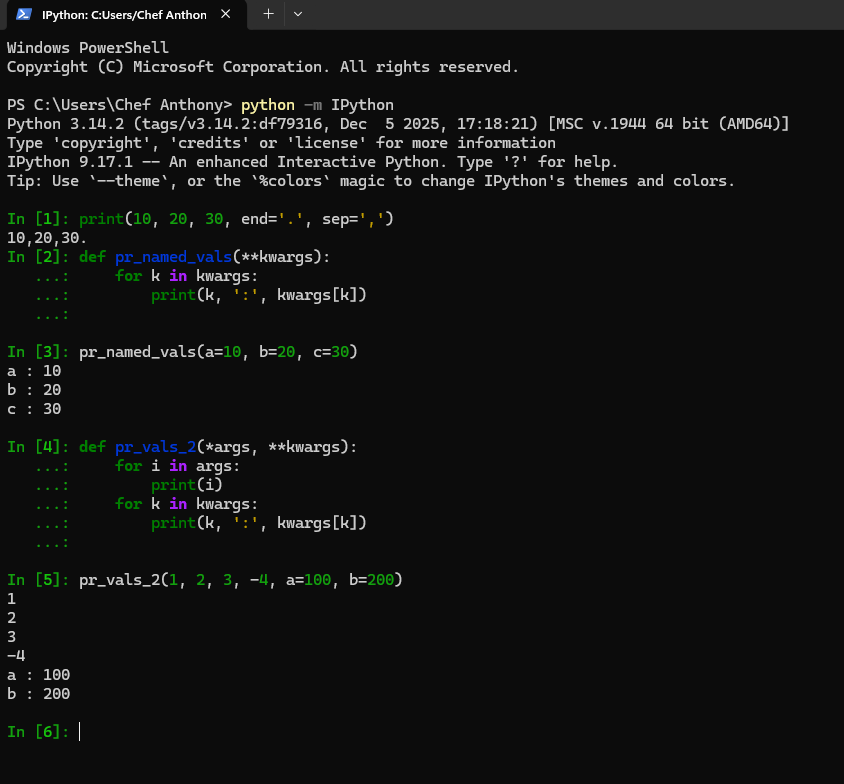 IPython: C:Users/Chef Anthon
Windows PowerShell
Copyright (C) Microsoft Corporation. All rights reserved.
PS C:\Users\Chef Anthony> python -m IPython
Python 3.14.2 (tags/v3.14.2:df79316, Dec  5 2025, 17:18:21) [MSC v.1944 64 bit (AMD64)]
Type 'copyright', 'credits' or 'license' for more information
IPython 9.17.1 -- An enhanced Interactive Python. Type '?' for help.
Tip: Use `--theme`, or the `%colors` magic to change IPython's themes and colors.
In [1]: print(10, 20, 30, end='.', sep=',')
10,20,30.
In [2]: def pr_named_vals(**kwargs):
   ...:     for k in kwargs:
   ...:         print(k, ':', kwargs[k])
   ...:
In [3]: pr_named_vals(a=10, b=20, c=30)
a : 10
b : 20
c : 30
In [4]: def pr_vals_2(*args, **kwargs):
   ...:     for i in args:
   ...:         print(i)
   ...:     for k in kwargs:
   ...:         print(k, ':', kwargs[k])
   ...:
In [5]: pr_vals_2(1, 2, 3, -4, a=100, b=200)
1
2
3
-4
a : 100
b : 200
In [6]: